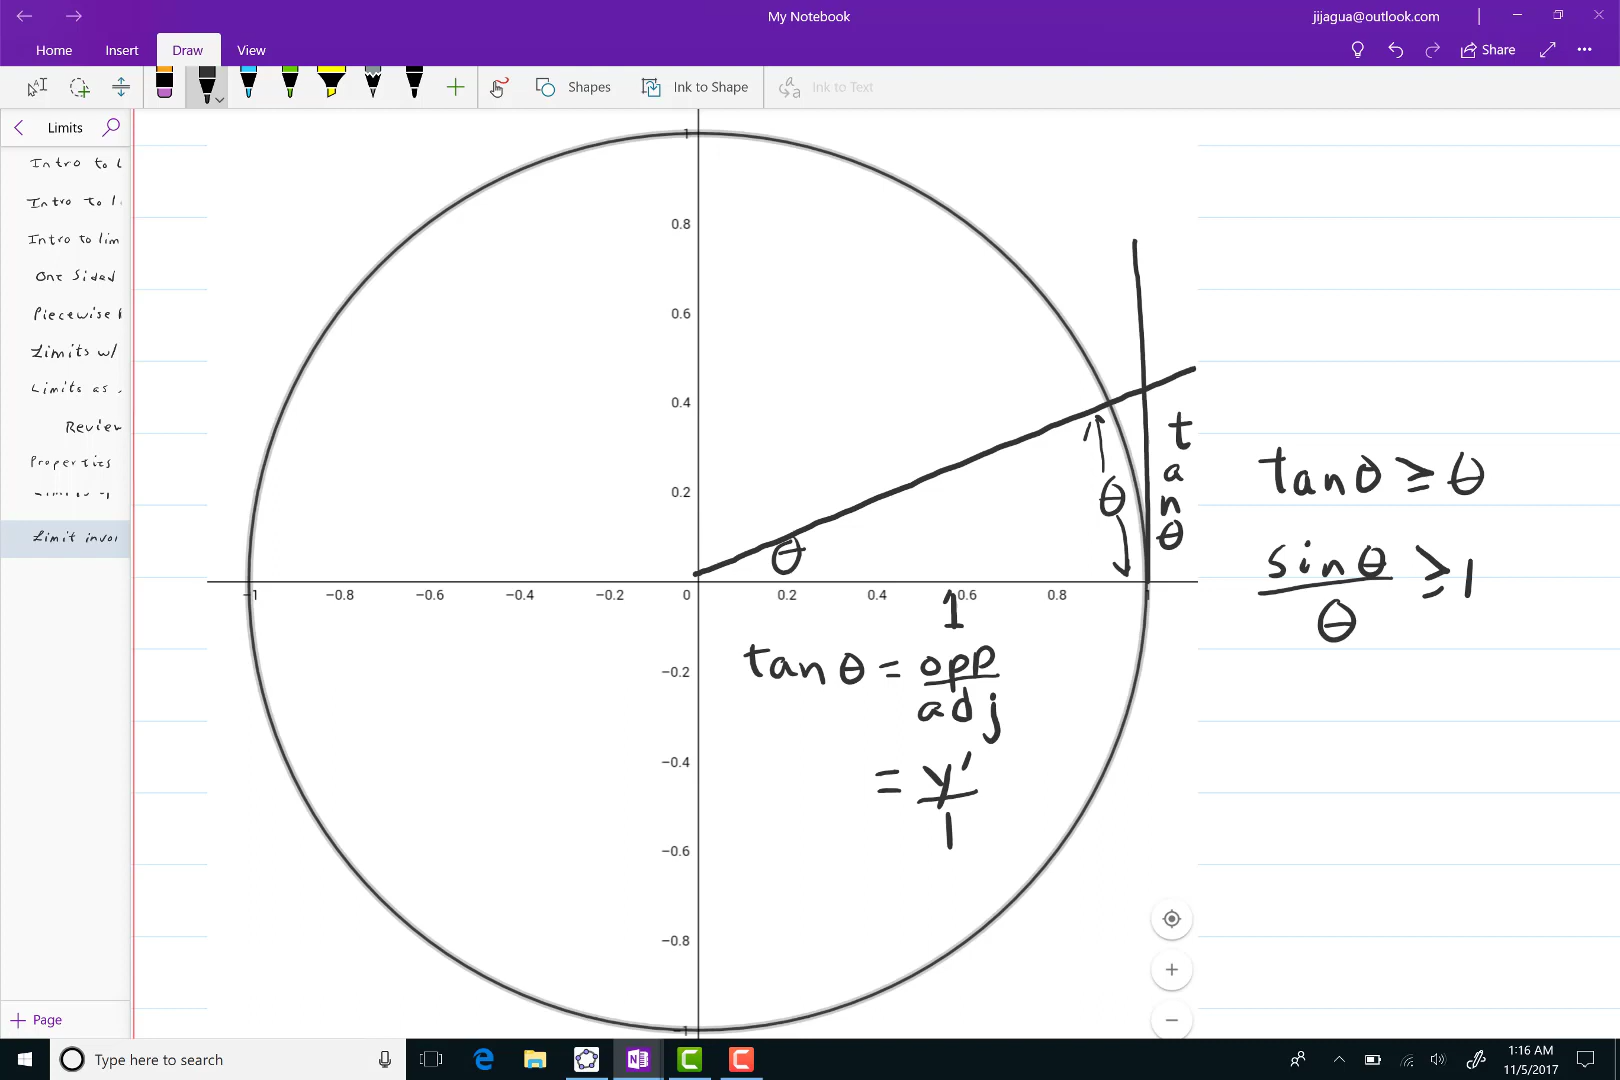 My Notebook
jijagua@outlook.com
Home Insert Draw View
Share
Shapes
Ink to Shape
Ink to Text
Limits
Intro to L
Intro to l
Intro to lim
One Sided
Piecewise
Limits w/
Limits as
Review
Properties
Limit invol
Page
1
0.8
0.6
0.4
0.2
−1 −0.8 −0.6 −0.4 −0.2 0 0.2 0.4 0.6 0.8 1
−0.2
−0.4
−0.6
−0.8
−1
θ
θ
tanθ
1
tan θ = opp
adj
= y'
1
tanθ ≥ θ
sinθ ≥ 1
θ
Type here to search
1:16 AM
11/5/2017